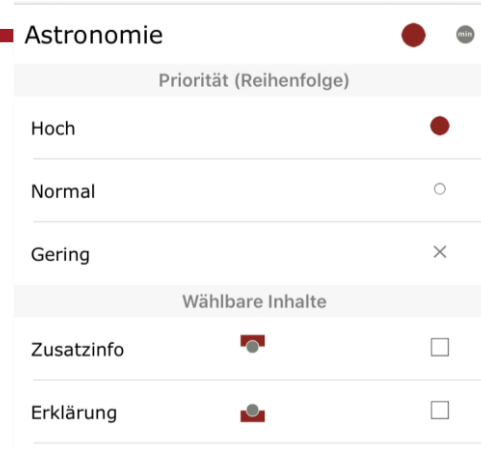 Astronomie
min
Priorität (Reihenfolge)
Hoch
Normal
Gering
Wählbare Inhalte
Zusatzinfo
Erklärung